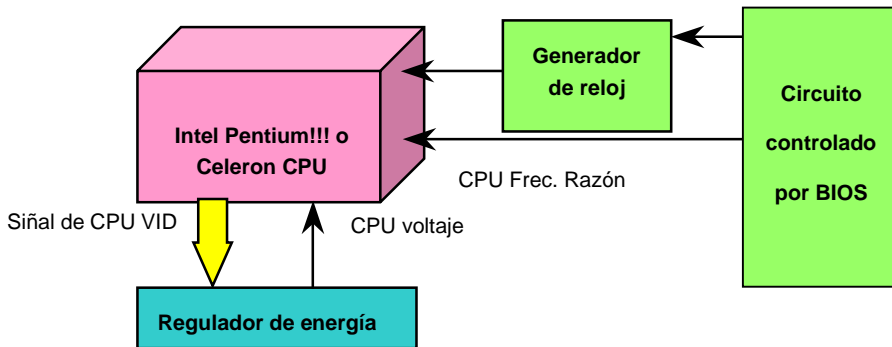 Generador
de reloj
Circuito
controlado
por BIOS
Intel Pentium!!! o
Celeron CPU
CPU Frec. Razón
Siñal de CPU VID
CPU voltaje
Regulador de energía